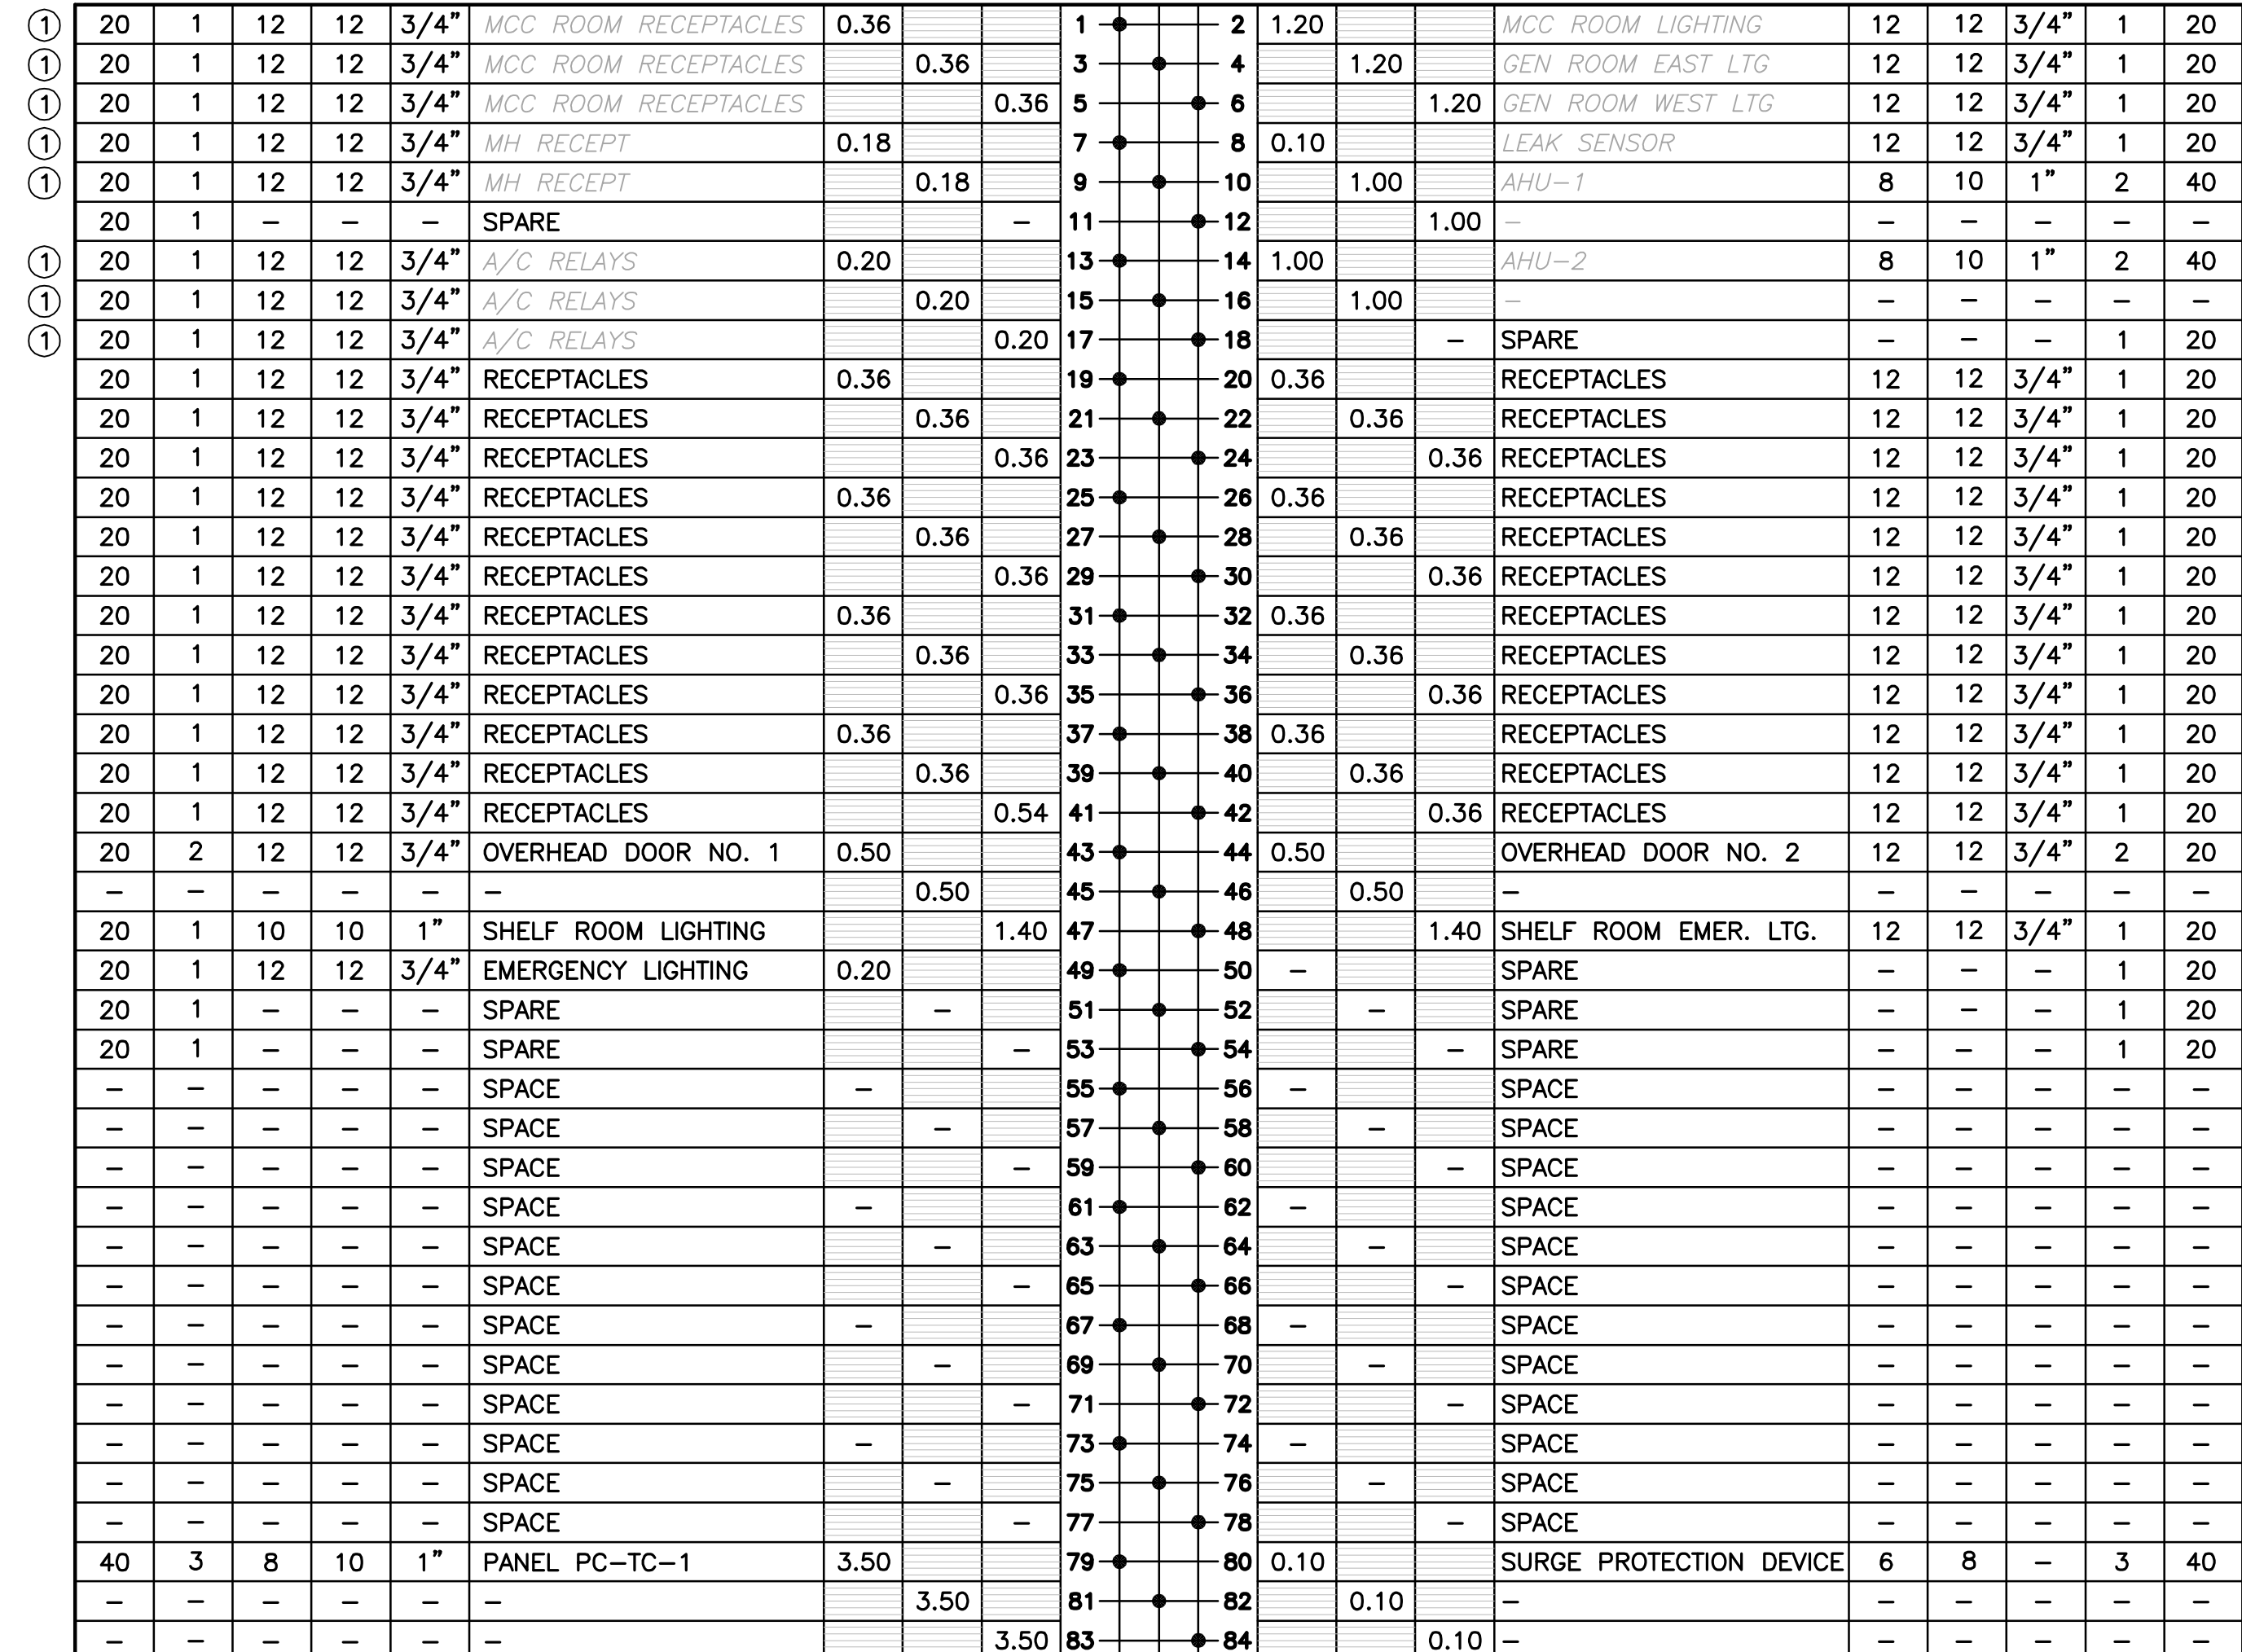 ① 20 1 12 12 3/4" MCC ROOM RECEPTACLES 0.36 1 2 1.20 MCC ROOM LIGHTING 12 12 3/4" 1 20
① 20 1 12 12 3/4" MCC ROOM RECEPTACLES 0.36 3 4 1.20 GEN ROOM EAST LTG 12 12 3/4" 1 20
① 20 1 12 12 3/4" MCC ROOM RECEPTACLES 0.36 5 6 1.20 GEN ROOM WEST LTG 12 12 3/4" 1 20
① 20 1 12 12 3/4" MH RECEPT 0.18 7 8 0.10 LEAK SENSOR 12 12 3/4" 1 20
① 20 1 12 12 3/4" MH RECEPT 0.18 9 10 1.00 AHU-1 8 10 1" 2 40
20 1 - - - SPARE - 11 12 1.00 - - - - - -
① 20 1 12 12 3/4" A/C RELAYS 0.20 13 14 1.00 AHU-2 8 10 1" 2 40
① 20 1 12 12 3/4" A/C RELAYS 0.20 15 16 1.00 - - - - - -
① 20 1 12 12 3/4" A/C RELAYS 0.20 17 18 - SPARE - - - 1 20
20 1 12 12 3/4" RECEPTACLES 0.36 19 20 0.36 RECEPTACLES 12 12 3/4" 1 20
20 1 12 12 3/4" RECEPTACLES 0.36 21 22 0.36 RECEPTACLES 12 12 3/4" 1 20
20 1 12 12 3/4" RECEPTACLES 0.36 23 24 0.36 RECEPTACLES 12 12 3/4" 1 20
20 1 12 12 3/4" RECEPTACLES 0.36 25 26 0.36 RECEPTACLES 12 12 3/4" 1 20
20 1 12 12 3/4" RECEPTACLES 0.36 27 28 0.36 RECEPTACLES 12 12 3/4" 1 20
20 1 12 12 3/4" RECEPTACLES 0.36 29 30 0.36 RECEPTACLES 12 12 3/4" 1 20
20 1 12 12 3/4" RECEPTACLES 0.36 31 32 0.36 RECEPTACLES 12 12 3/4" 1 20
20 1 12 12 3/4" RECEPTACLES 0.36 33 34 0.36 RECEPTACLES 12 12 3/4" 1 20
20 1 12 12 3/4" RECEPTACLES 0.36 35 36 0.36 RECEPTACLES 12 12 3/4" 1 20
20 1 12 12 3/4" RECEPTACLES 0.36 37 38 0.36 RECEPTACLES 12 12 3/4" 1 20
20 1 12 12 3/4" RECEPTACLES 0.36 39 40 0.36 RECEPTACLES 12 12 3/4" 1 20
20 1 12 12 3/4" RECEPTACLES 0.54 41 42 0.36 RECEPTACLES 12 12 3/4" 1 20
20 2 12 12 3/4" OVERHEAD DOOR NO. 1 0.50 43 44 0.50 OVERHEAD DOOR NO. 2 12 12 3/4" 2 20
- - - - - - 0.50 45 46 0.50 - - - - - -
20 1 10 10 1" SHELF ROOM LIGHTING 1.40 47 48 1.40 SHELF ROOM EMER. LTG. 12 12 3/4" 1 20
20 1 12 12 3/4" EMERGENCY LIGHTING 0.20 49 50 - SPARE - - - 1 20
20 1 - - - SPARE - 51 52 - SPARE - - - 1 20
20 1 - - - SPARE - 53 54 - SPARE - - - 1 20
- - - - - SPACE - 55 56 - SPACE - - - - -
- - - - - SPACE - 57 58 - SPACE - - - - -
- - - - - SPACE - 59 60 - SPACE - - - - -
- - - - - SPACE - 61 62 - SPACE - - - - -
- - - - - SPACE - 63 64 - SPACE - - - - -
- - - - - SPACE - 65 66 - SPACE - - - - -
- - - - - SPACE - 67 68 - SPACE - - - - -
- - - - - SPACE - 69 70 - SPACE - - - - -
- - - - - SPACE - 71 72 - SPACE - - - - -
- - - - - SPACE - 73 74 - SPACE - - - - -
- - - - - SPACE - 75 76 - SPACE - - - - -
- - - - - SPACE - 77 78 - SPACE - - - - -
40 3 8 10 1" PANEL PC-TC-1 3.50 79 80 0.10 SURGE PROTECTION DEVICE 6 8 - 3 40
- - - - - - 3.50 81 82 0.10 - - - - - -
- - - - - - 3.50 83 84 0.10 - - - - - -